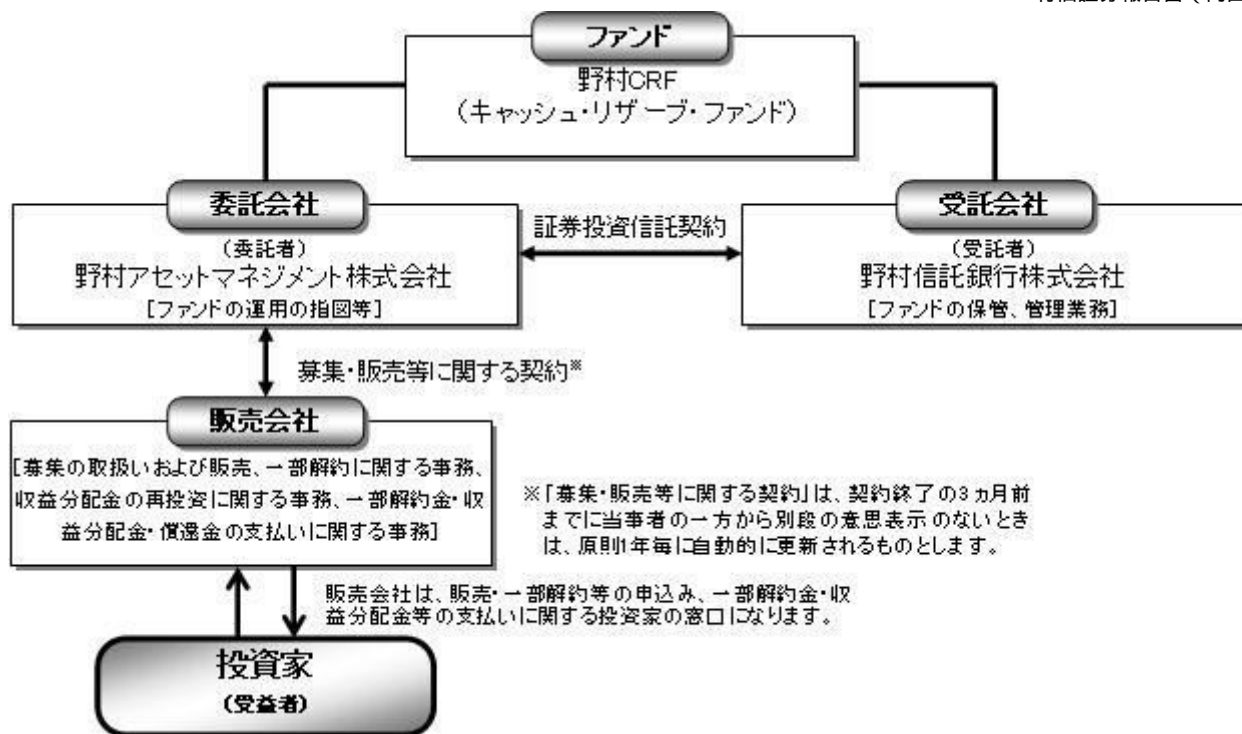 ファンド
野村CRF
(キャッシュ・リザーブ・ファンド)
委託会社
(委託者)
野村アセットマネジメント株式会社
[ファンドの運用の指図等]
証券投資信託契約
受託会社
(受託者)
野村信託銀行株式会社
[ファンドの保管、管理業務]
募集・販売等に関する契約※
販売会社
[募集の取扱いおよび販売、一部解約に関する事務、
収益分配金の再投資に関する事務、一部解約金・収
益分配金・償還金の支払いに関する事務]
※「募集・販売等に関する契約」は、契約終了の3ヵ月前
までに当事者の一方から別段の意思表示のないとき
は、原則1年毎に自動的に更新されるものとします。
販売会社は、販売・一部解約等の申込み、一部解約金・収
益分配金等の支払いに関する投資家の窓口になります。
投資家
(受益者)